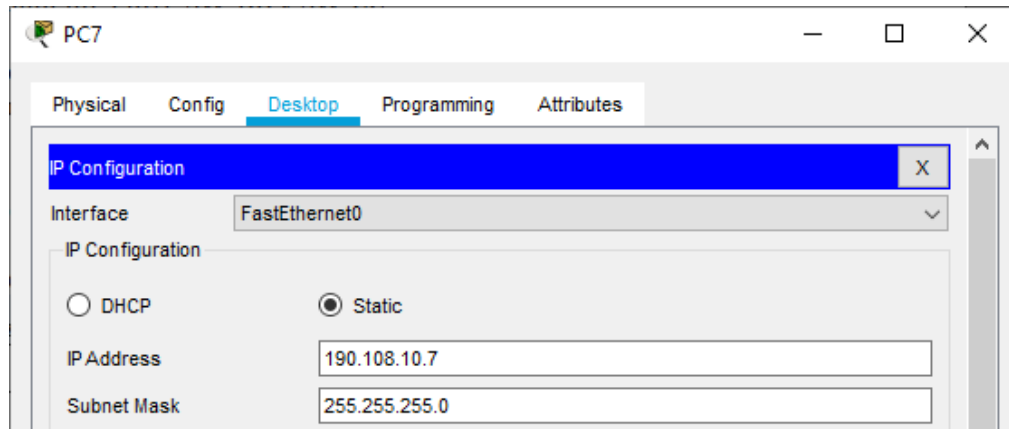 PC7
Physical Config Desktop Programming Attributes
IP Configuration X
Interface FastEthernet0
IP Configuration
DHCP Static
IP Address 190.108.10.7
Subnet Mask 255.255.255.0